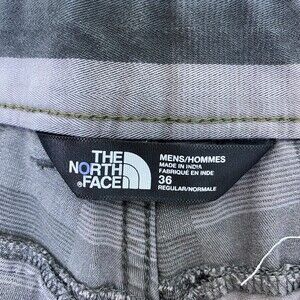 THE
NORTH
FACE®
MENS/HOMMES
MADE IN INDIA
FABRIQUÉ EN INDE
36
REGULAR/NORMALE